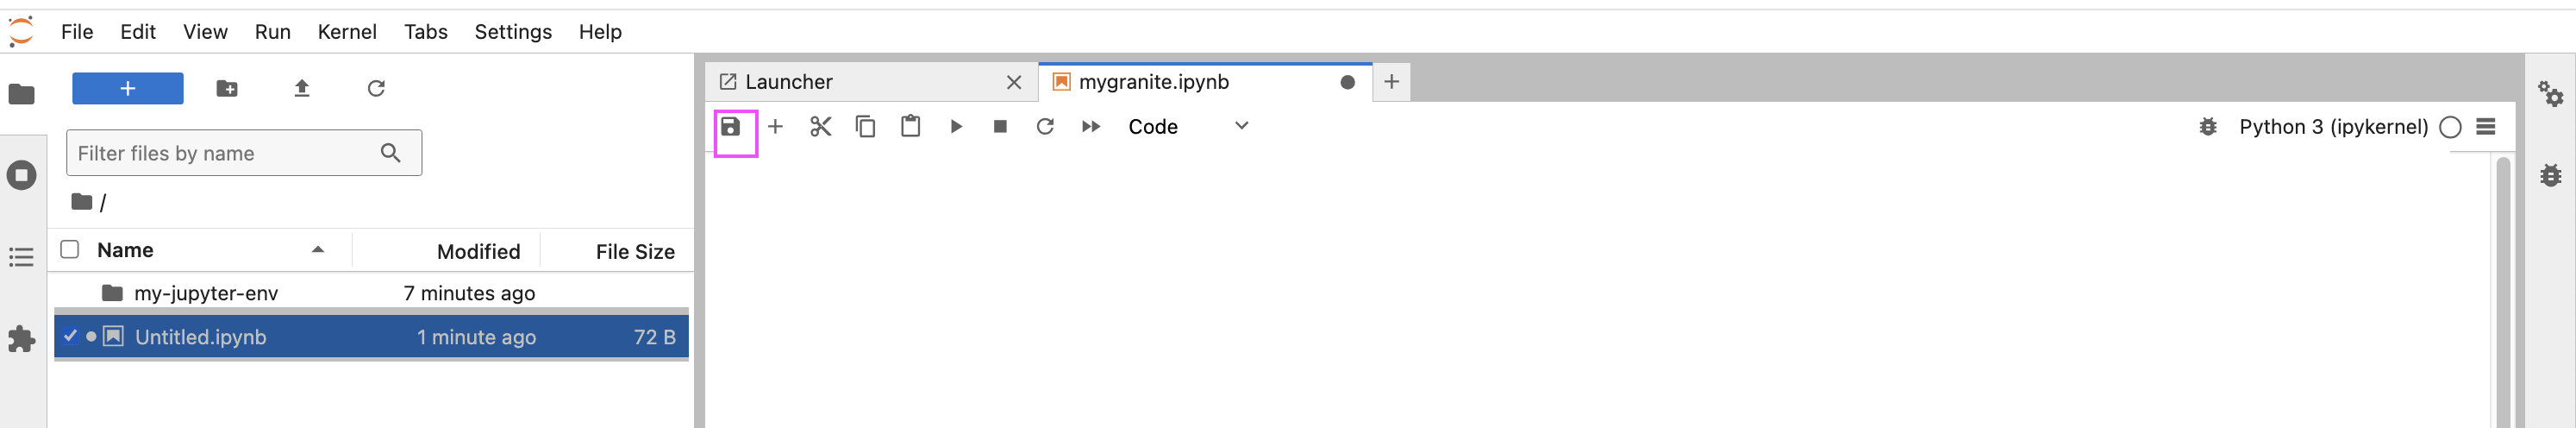 File Edit View Run Kernel Tabs Settings Help
Launcher mygranite.ipynb
Code Python 3 (ipykernel)
Filter files by name
/
Name Modified File Size
my-jupyter-env 7 minutes ago
Untitled.ipynb 1 minute ago 72 B